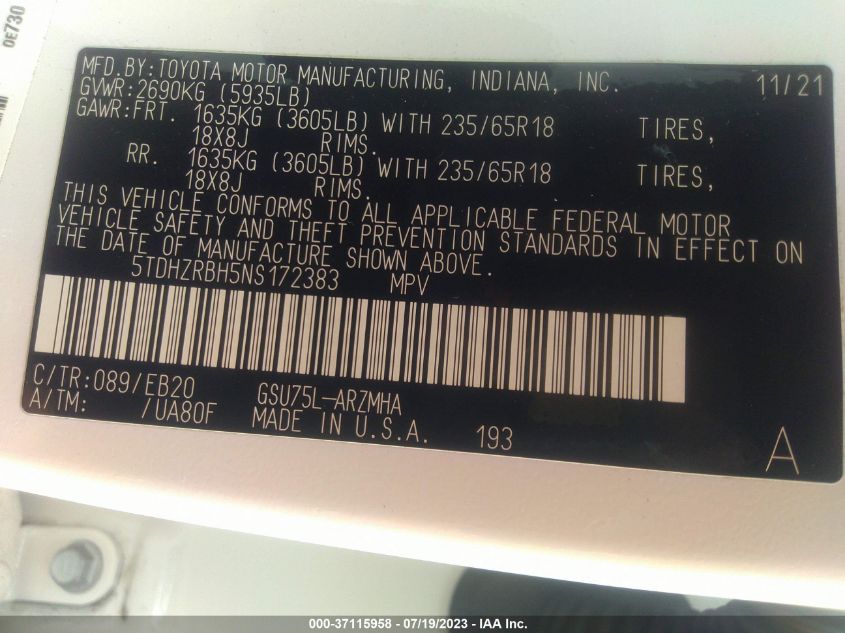 0E730
MFD.BY:TOYOTA MOTOR MANUFACTURING, INDIANA, INC. 11/21
GVWR:2690KG (5935LB)
GAWR:FRT. 1635KG (3605LB) WITH 235/65R18 TIRES,
18X8J RIMS.
RR. 1635KG (3605LB) WITH 235/65R18 TIRES,
18X8J RIMS.
THIS VEHICLE CONFORMS TO ALL APPLICABLE FEDERAL MOTOR
VEHICLE SAFETY AND THEFT PREVENTION STANDARDS IN EFFECT ON
THE DATE OF MANUFACTURE SHOWN ABOVE.
5TDHZRBH5NS172383 MPV
C/TR:089/EB20 GSU75L-ARZMHA
A/TM: /UA80F MADE IN U.S.A. 193 A
000-37115958 - 07/19/2023 - IAA Inc.